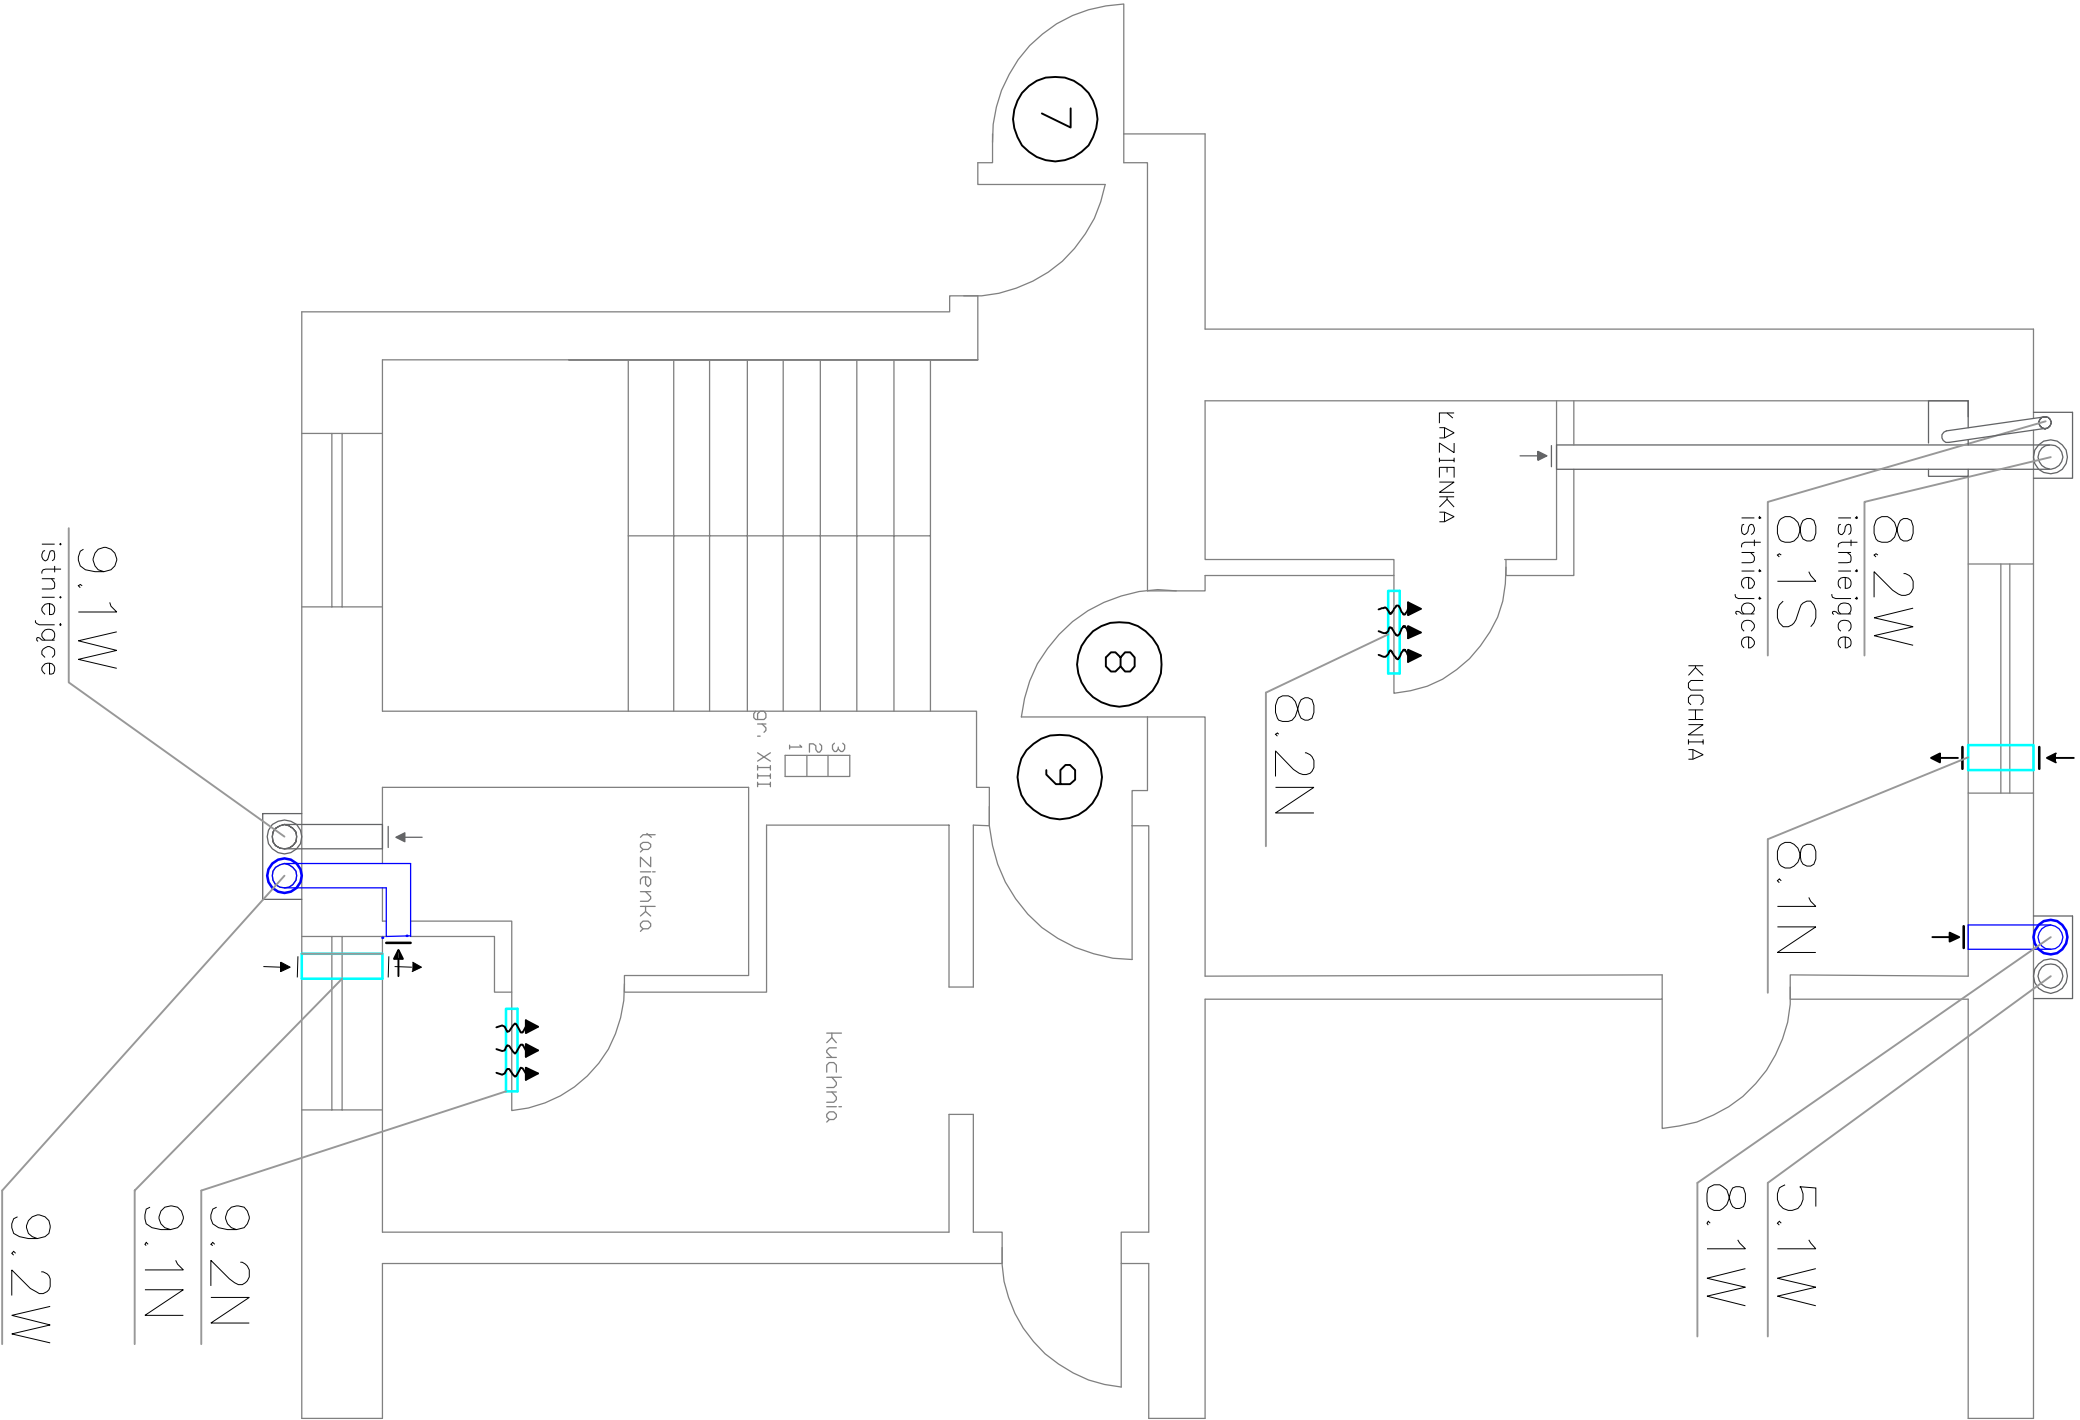 7
8
9
ŁAZIENKA
KUCHNIA
8.2W
istniejące
8.1S
istniejące
8.2N
8.1N
5.1W
8.1W
gr. XIII
1
2
3
łazienka
kuchnia
9.1W
istniejące
9.2N
9.1N
9.2W